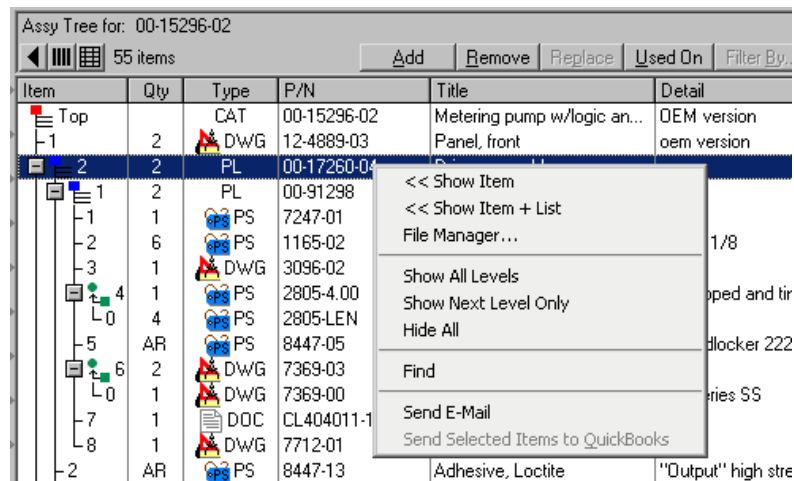 Assy Tree for: 00-15296-02
55 items Add Remove Replace Used On Filter By..
Item Qty Type P/N Title Detail
Top CAT 00-15296-02 Metering pump w/logic an... OEM version
1 2 DWG 12-4889-03 Panel, front oem version
2 2 PL 00-17260-04
1 2 PL 00-91298
1 1 PS 7247-01
2 6 PS 1165-02 1/8
3 1 DWG 3096-02
4 1 PS 2805-4.00 pped and tin
0 4 PS 2805-LEN
5 AR PS 8447-05 dlocker 222
6 2 DWG 7369-03
0 1 DWG 7369-00 ries SS
7 1 DOC CL404011-1
8 1 DWG 7712-01
2 AR PS 8447-13 Adhesive, Loctite "Output" high stre
<< Show Item
<< Show Item + List
File Manager...
Show All Levels
Show Next Level Only
Hide All
Find
Send E-Mail
Send Selected Items to QuickBooks